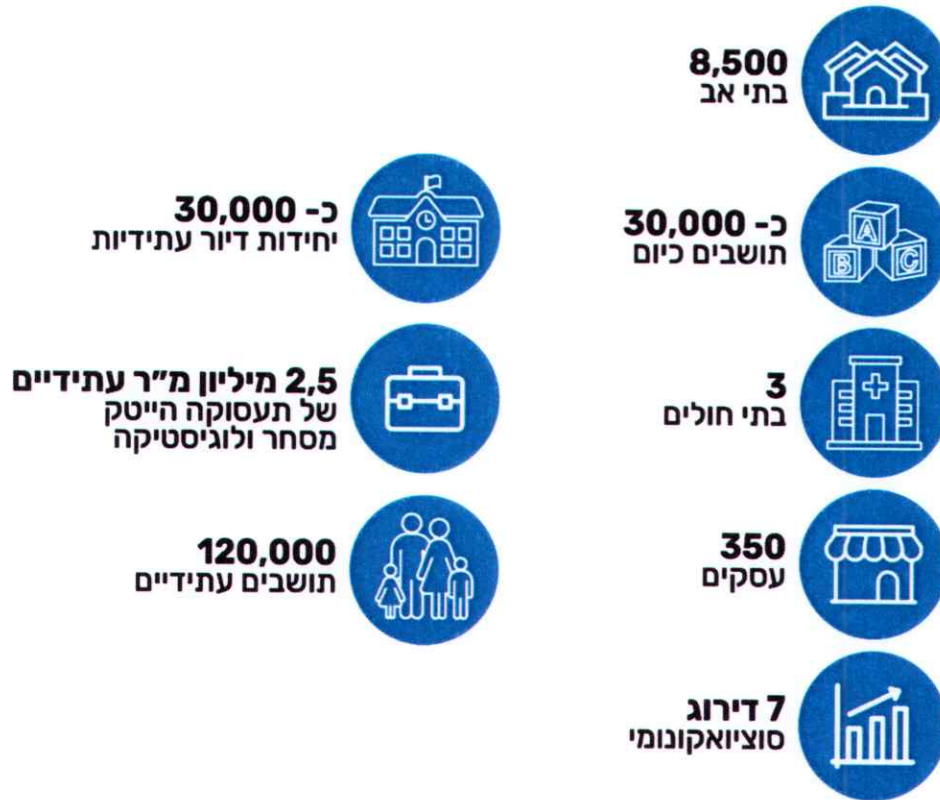 8,500
בתי אב
כ- 30,000
תושבים כיום
3
בתי חולים
350
עסקים
7 דירוג
סוציואקונומי
כ- 30,000
יחידות דיור עתידיות
2,5 מיליון מ״ר עתידיים
של תעסוקה הייטק
מסחר ולוגיסטיקה
120,000
תושבים עתידיים
A
B C